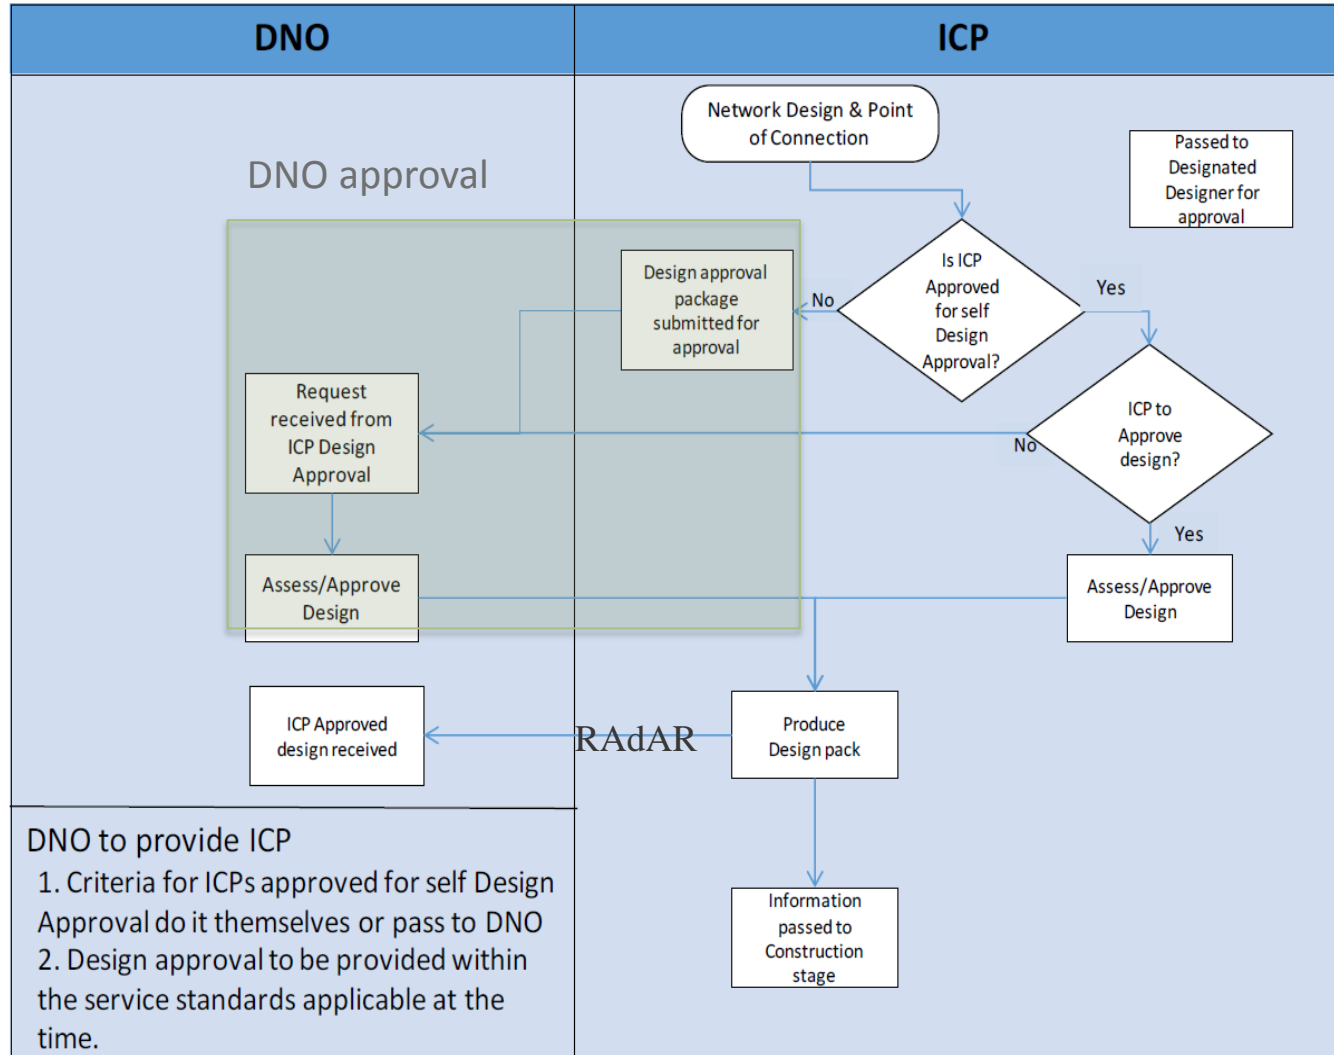 DNO
ICP
Network Design & Point
of Connection
Passed to
Designated
Designer for
approval
DNO approval
Is ICP
Approved
for self
Design
Approval?
Yes
No
Design approval
package
submitted for
approval
Request
received from
ICP Design
Approval
ICP to
Approve
design?
No
Yes
Assess/Approve
Design
Assess/Approve
Design
ICP Approved
design received
RAdAR
Produce
Design pack
Information
passed to
Construction
stage
DNO to provide ICP
1. Criteria for ICPs approved for self Design
Approval do it themselves or pass to DNO
2. Design approval to be provided within
the service standards applicable at the
time.